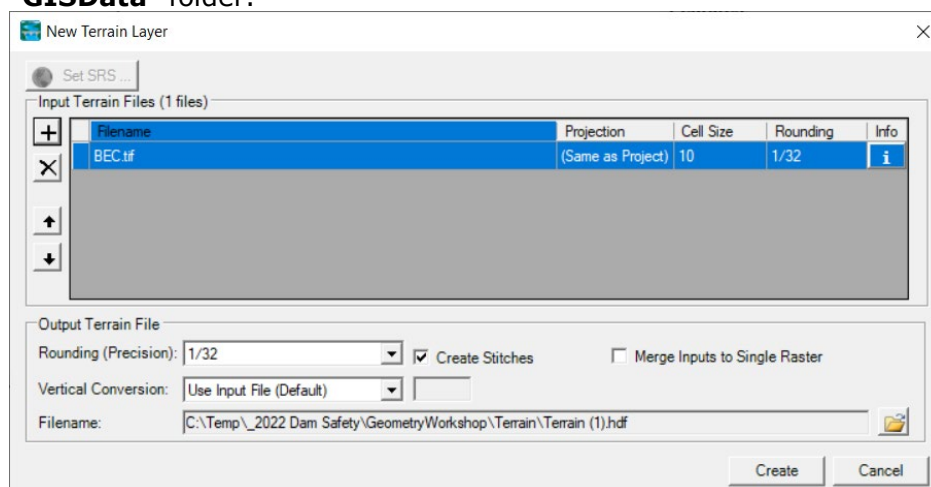 GISData" folder.
New Terrain Layer
Set SRS ...
Input Terrain Files (1 files)
Filename Projection Cell Size Rounding Info
BEC.tif (Same as Project) 10 1/32 i
Output Terrain File
Rounding (Precision): 1/32 Create Stitches Merge Inputs to Single Raster
Vertical Conversion: Use Input File (Default)
Filename: C:\Temp\_2022 Dam Safety\GeometryWorkshop\Terrain\Terrain (1).hdf
Create Cancel